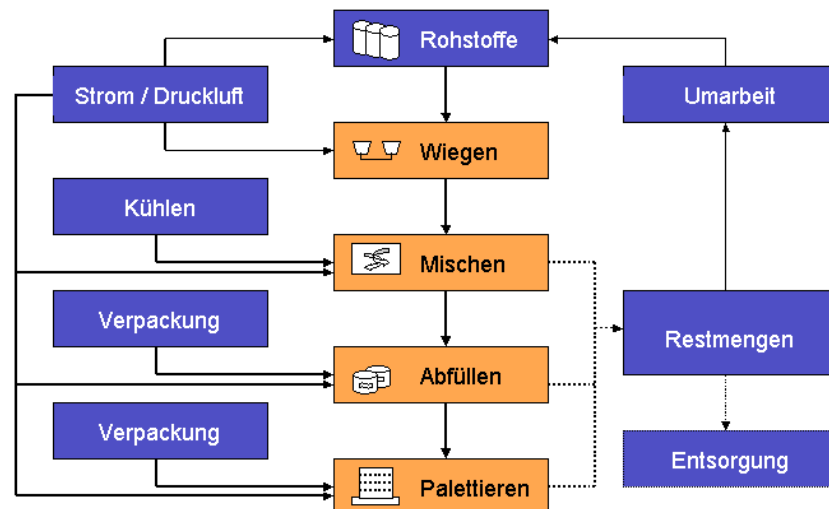 Rohstoffe
Strom / Druckluft
Umarbeit
Wiegen
Kühlen
Mischen
Verpackung
Restmengen
Abfüllen
Verpackung
Entsorgung
Palettieren